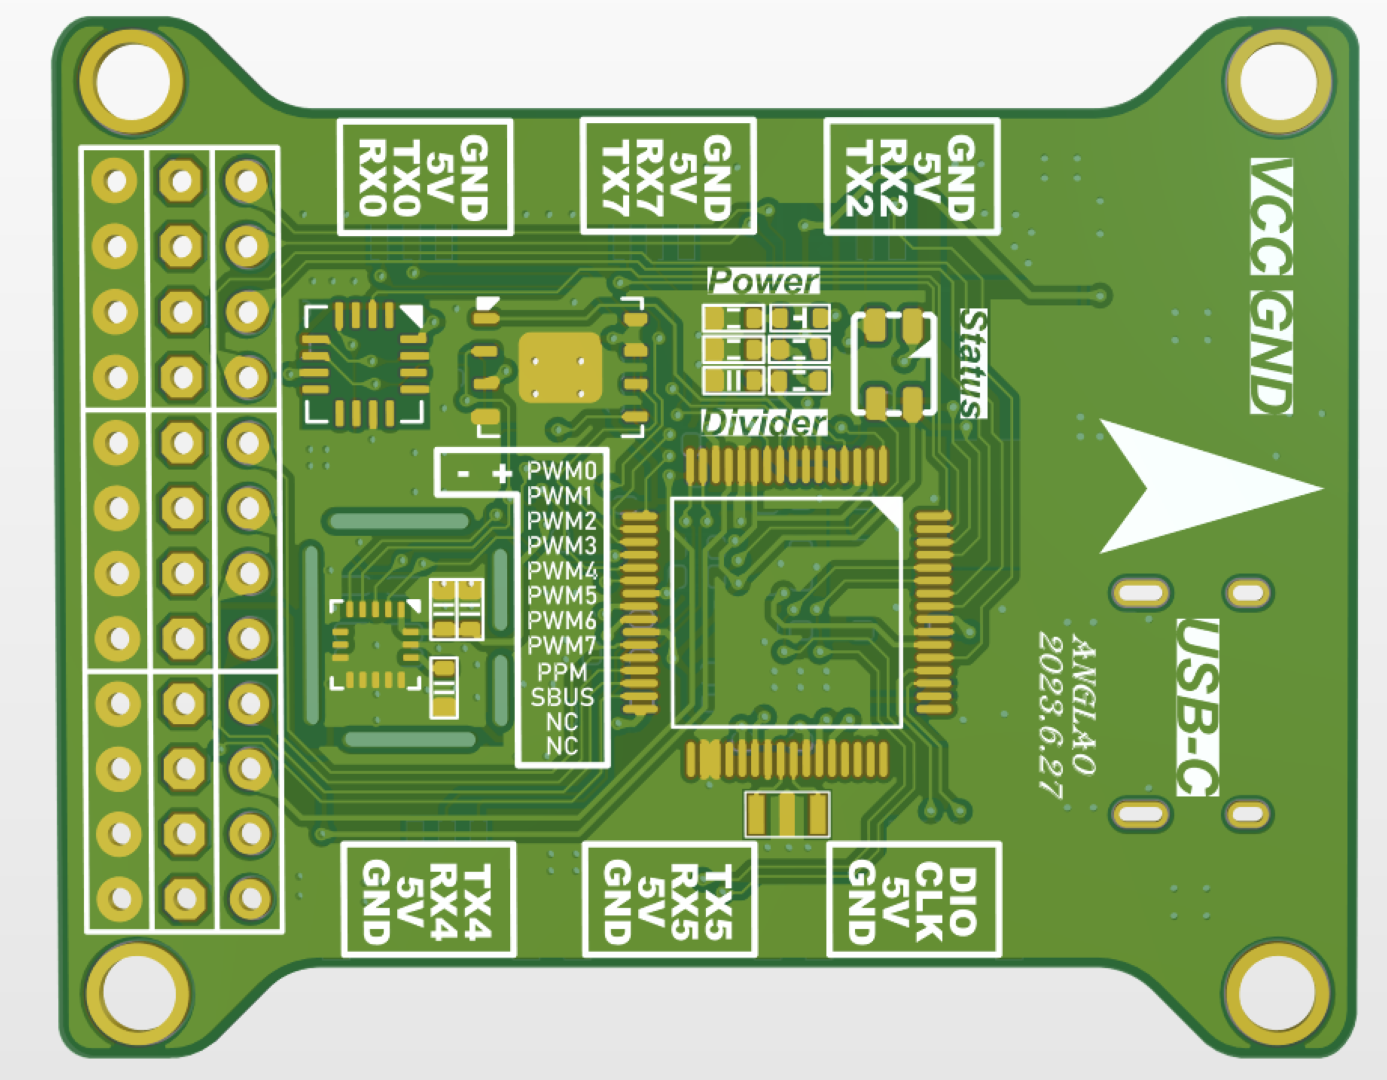 GND
5V
TX0
RX0
GND
5V
RX7
TX7
GND
5V
RX2
TX2
VCC GND
Power
Status
Divider
- +
PWM0
PWM1
PWM2
PWM3
PWM4
PWM5
PWM6
PWM7
PPM
SBUS
NC
NC
USB-C
ANGLAO
2023.6.27
TX4
RX4
5V
GND
TX5
RX5
5V
GND
DIO
CLK
5V
GND